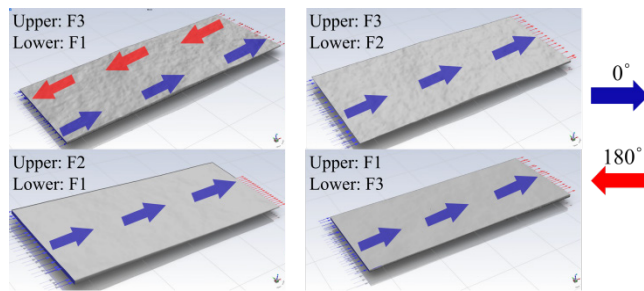 Upper: F3
Lower: F1
Upper: F3
Lower: F2
0°
Upper: F2
Lower: F1
Upper: F1
Lower: F3
180°